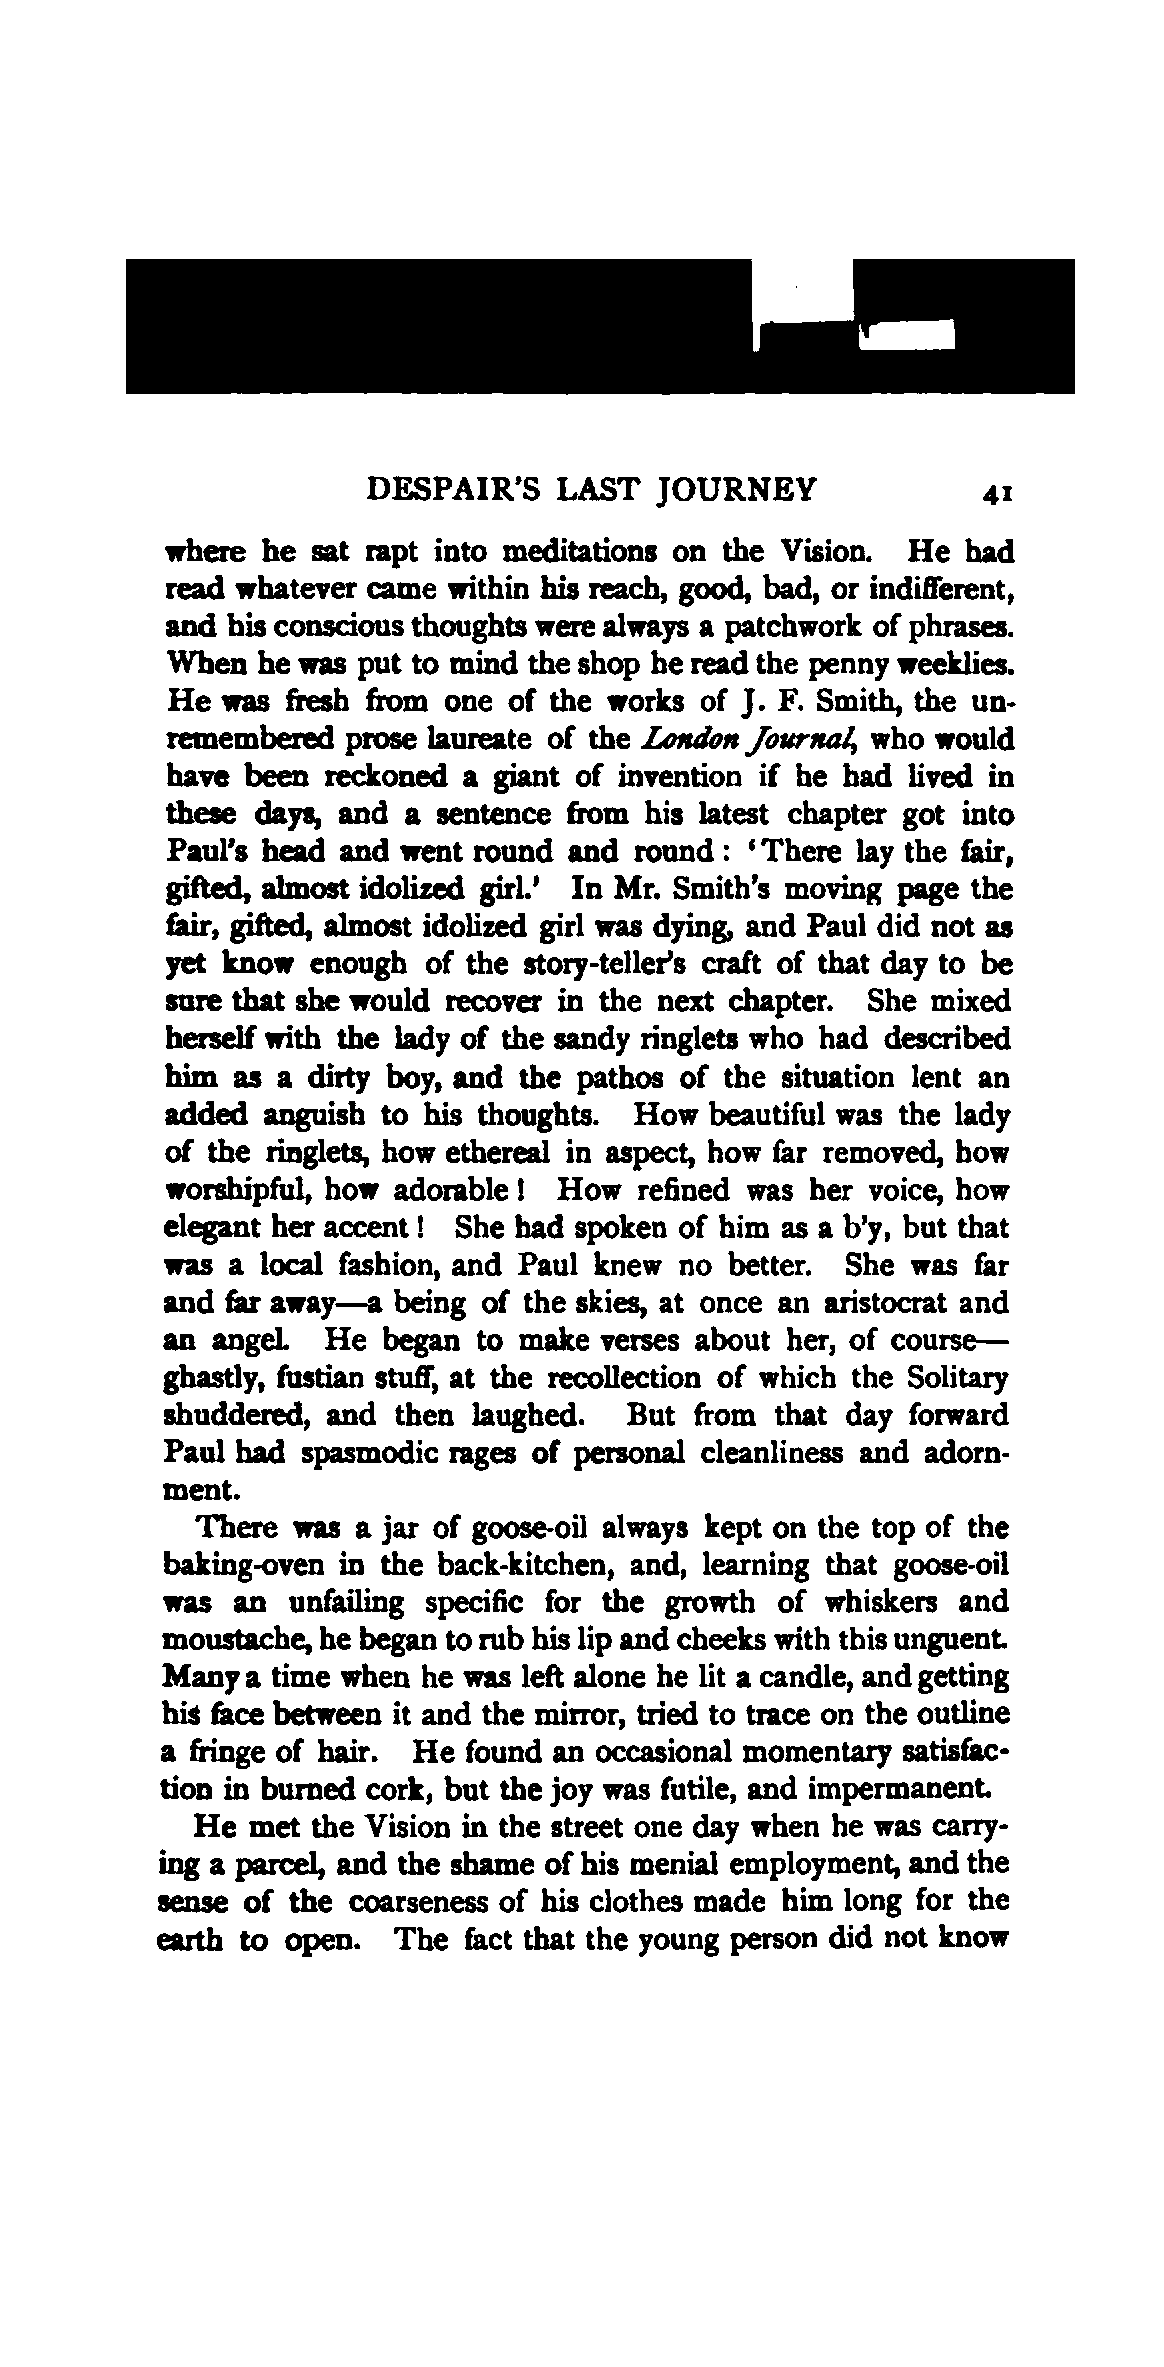 DESPAIR'S LAST JOURNEY 41
where he sat rapt into meditations on the Vision. He had
read whatever came within his reach, good, bad, or indifferent,
and his conscious thoughts were always a patchwork of phrases.
When he was put to mind the shop he read the penny weeklies.
He was fresh from one of the works of J. F. Smith, the un-
remembered prose laureate of the London Journal, who would
have been reckoned a giant of invention if he had lived in
these days, and a sentence from his latest chapter got into
Paul's head and went round and round : 'There lay the fair,
gifted, almost idolized girl.' In Mr. Smith's moving page the
fair, gifted, almost idolized girl was dying, and Paul did not as
yet know enough of the story-teller's craft of that day to be
sure that she would recover in the next chapter. She mixed
herself with the lady of the sandy ringlets who had described
him as a dirty boy, and the pathos of the situation lent an
added anguish to his thoughts. How beautiful was the lady
of the ringlets, how ethereal in aspect, how far removed, how
worshipful, how adorable ! How refined was her voice, how
elegant her accent ! She had spoken of him as a b'y, but that
was a local fashion, and Paul knew no better. She was far
and far away—a being of the skies, at once an aristocrat and
an angel. He began to make verses about her, of course—
ghastly, fustian stuff, at the recollection of which the Solitary
shuddered, and then laughed. But from that day forward
Paul had spasmodic rages of personal cleanliness and adorn-
ment.
There was a jar of goose-oil always kept on the top of the
baking-oven in the back-kitchen, and, learning that goose-oil
was an unfailing specific for the growth of whiskers and
moustache, he began to rub his lip and cheeks with this unguent.
Many a time when he was left alone he lit a candle, and getting
his face between it and the mirror, tried to trace on the outline
a fringe of hair. He found an occasional momentary satisfac-
tion in burned cork, but the joy was futile, and impermanent.
He met the Vision in the street one day when he was carry-
ing a parcel, and the shame of his menial employment, and the
sense of the coarseness of his clothes made him long for the
earth to open. The fact that the young person did not know